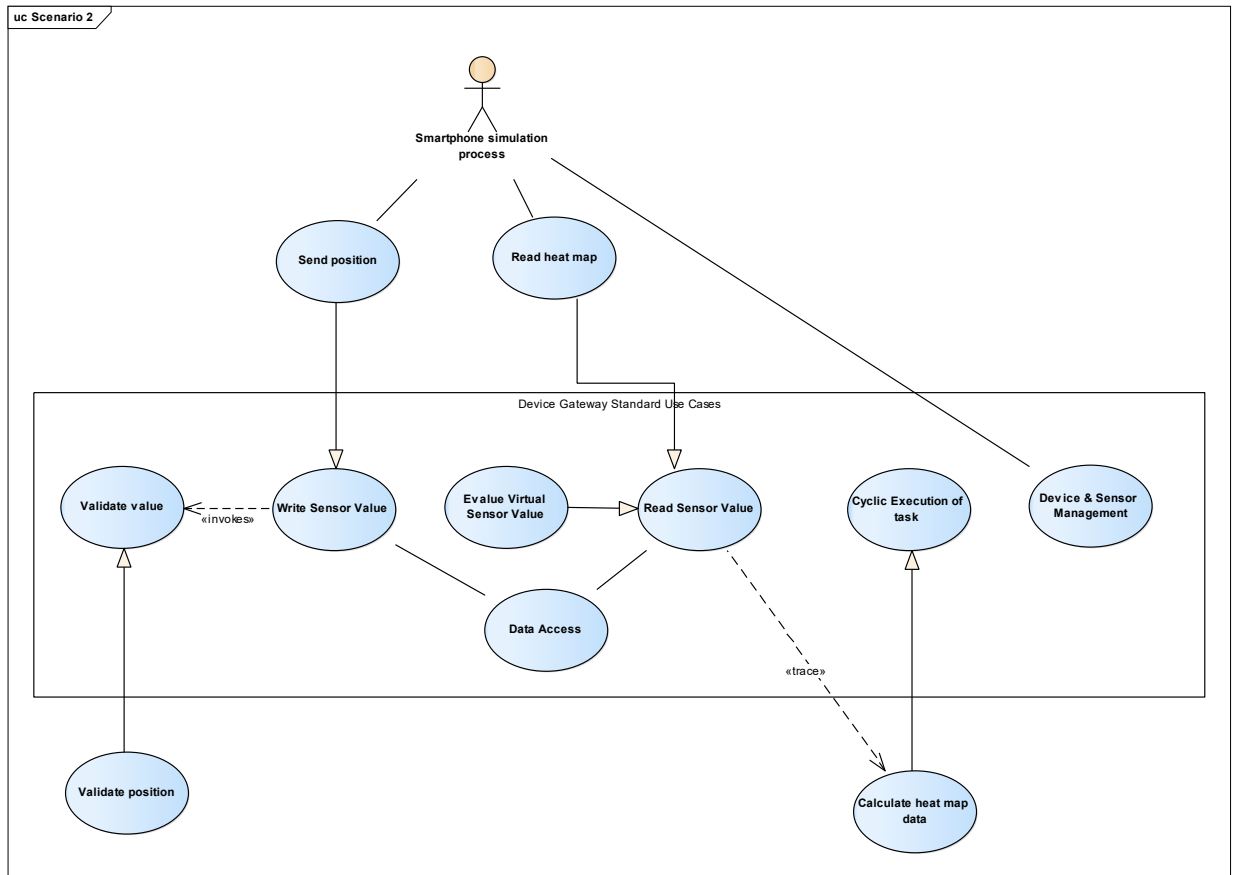 uc Scenario 2
Smartphone simulation
process
Send position
Read heat map
Device Gateway Standard Use Cases
Validate value
«invokes»
Write Sensor Value
Evalue Virtual
Sensor Value
Read Sensor Value
Cyclic Execution of
task
Device & Sensor
Management
Data Access
«trace»
Validate position
Calculate heat map
data